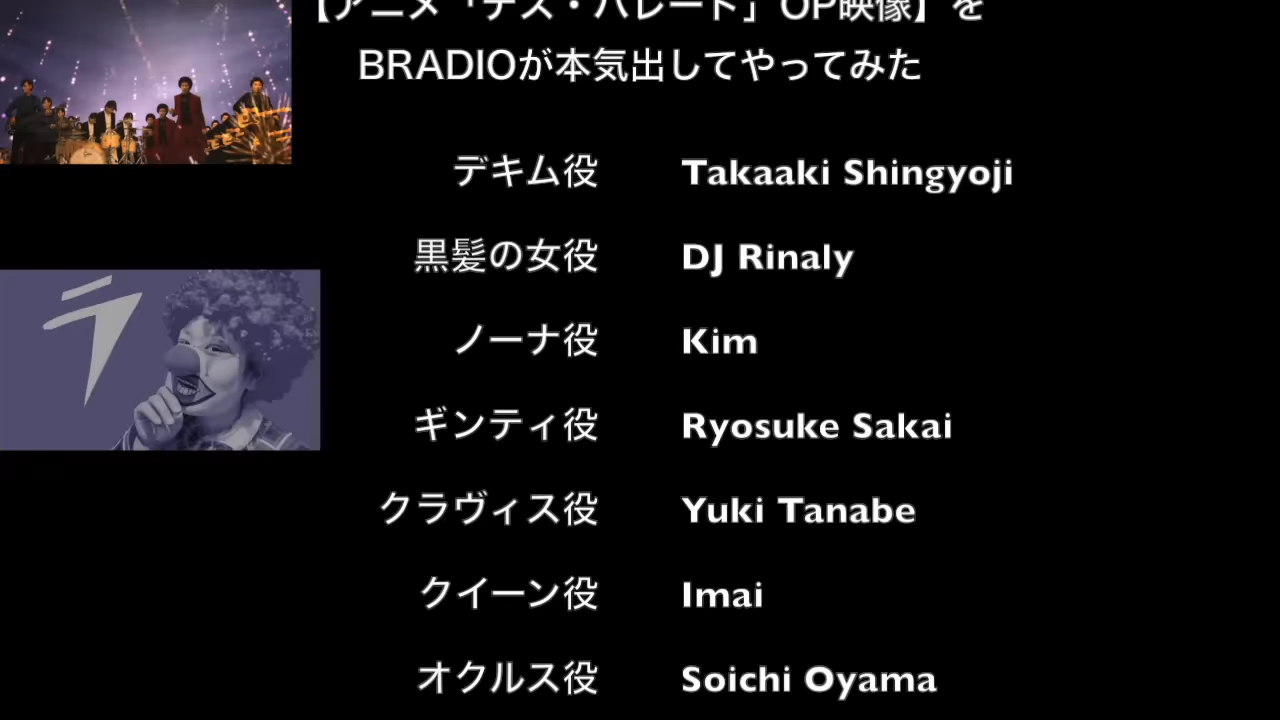 【アニメ「デス・パレード」OP映像】を
BRADIOが本気出してやってみた
デキム役 Takaaki Shingyoji
黒髪の女役 DJ Rinaly
ラ
ノーナ役 Kim
ギンティ役 Ryosuke Sakai
クラヴィス役 Yuki Tanabe
クイーン役 Imai
オクルス役 Soichi Oyama